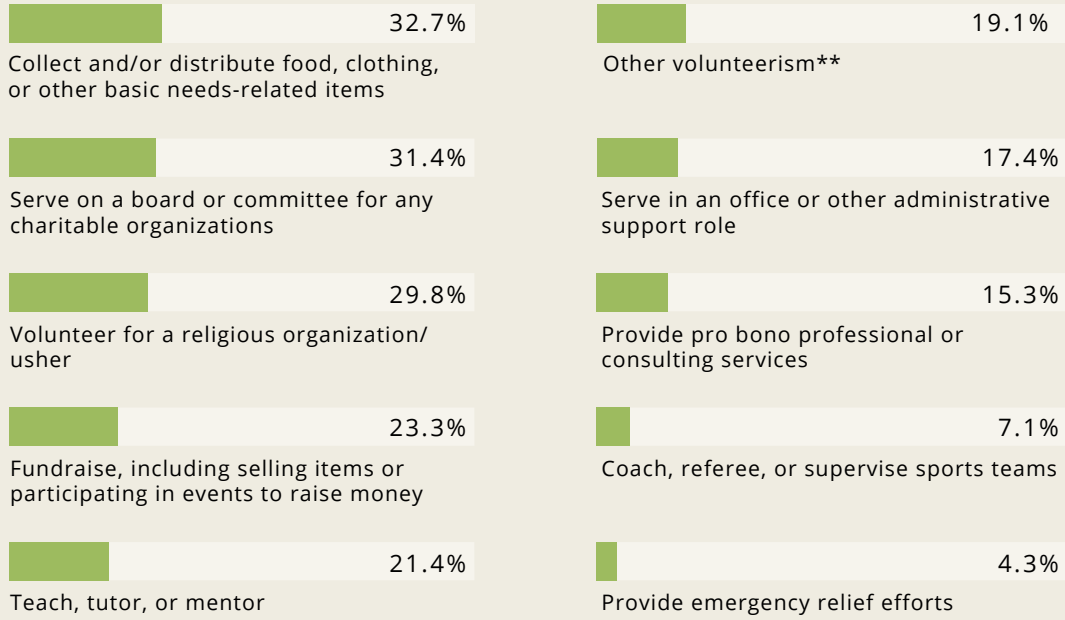 32.7%
Collect and/or distribute food, clothing,
or other basic needs-related items
31.4%
Serve on a board or committee for any
charitable organizations
29.8%
Volunteer for a religious organization/
usher
23.3%
Fundraise, including selling items or
participating in events to raise money
21.4%
Teach, tutor, or mentor
19.1%
Other volunteerism**
17.4%
Serve in an office or other administrative
support role
15.3%
Provide pro bono professional or
consulting services
7.1%
Coach, referee, or supervise sports teams
4.3%
Provide emergency relief efforts